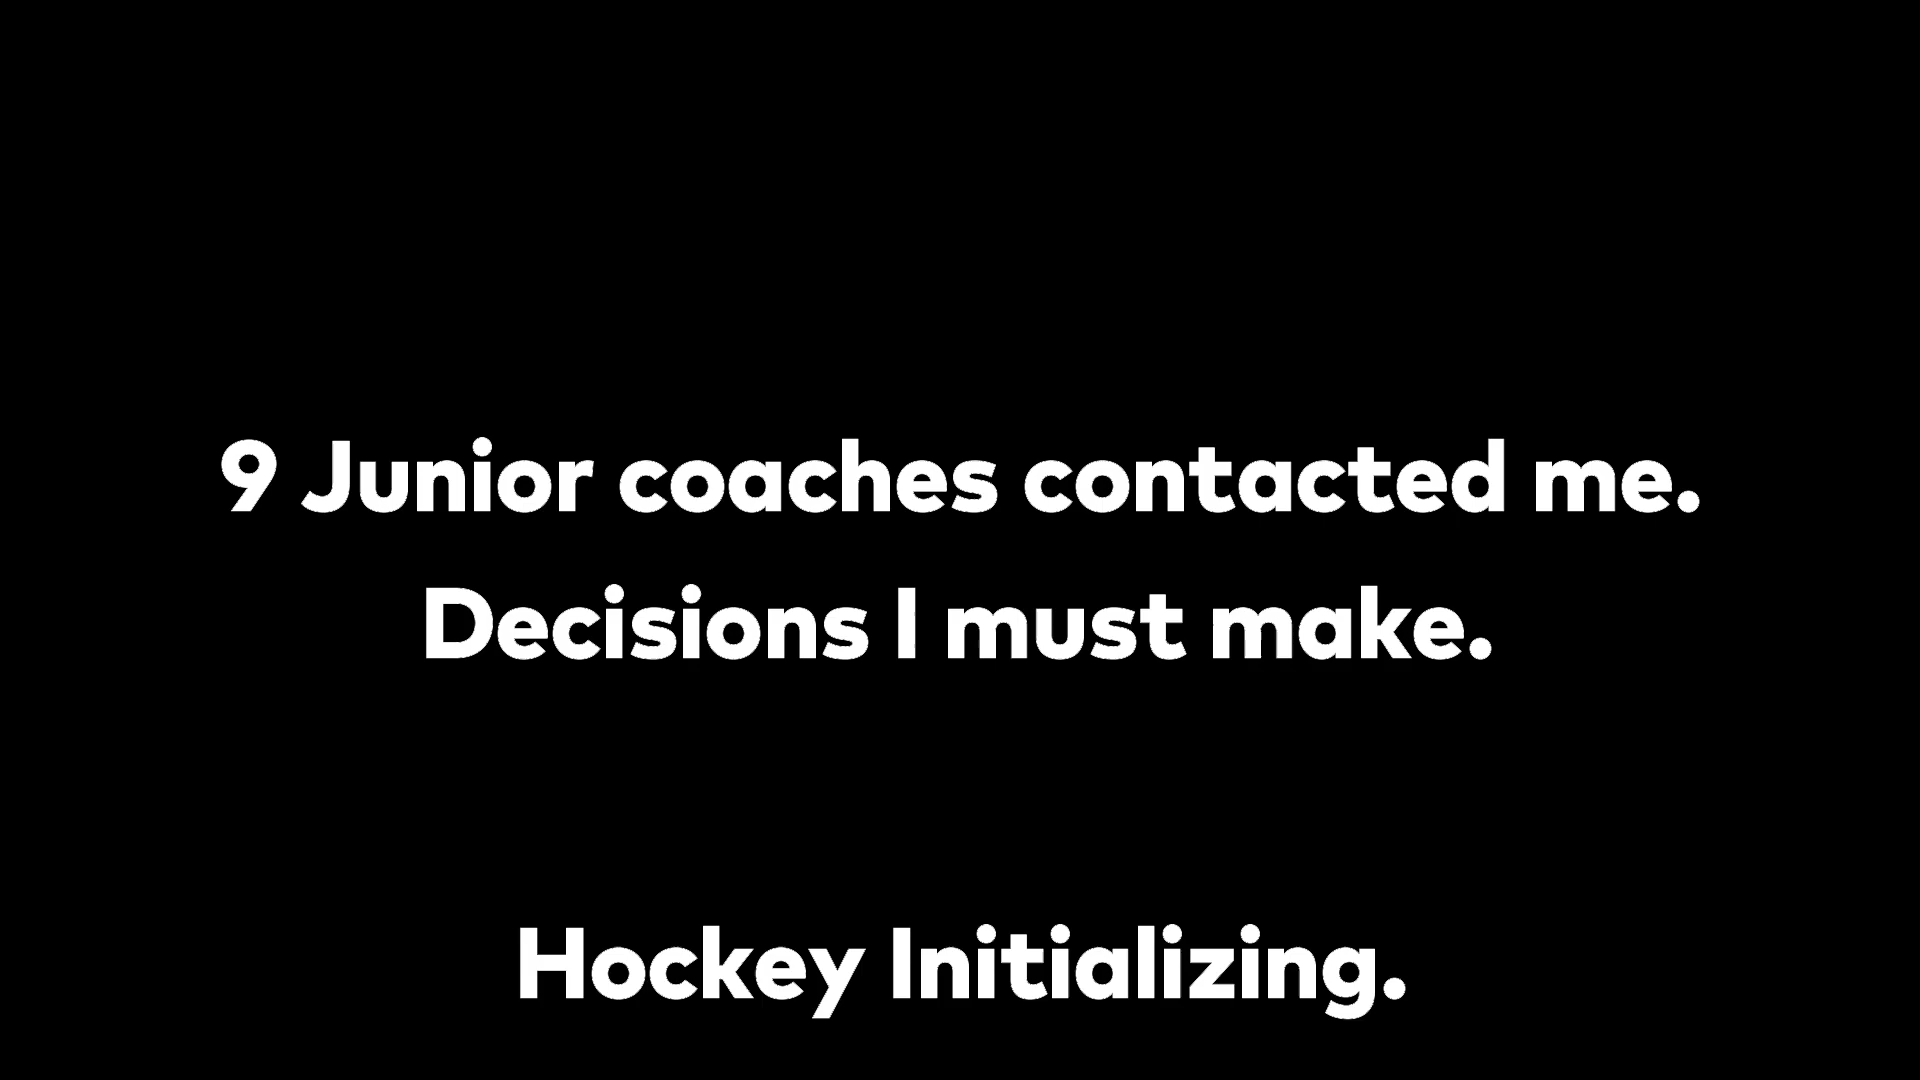 9 Junior coaches contacted me.
Decisions I must make.
Hockey Initializing.